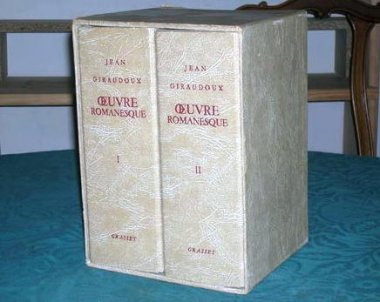 JEAN
GIRAUDOUX
ŒUVRE
ROMANESQUE
I
GRASSET
JEAN
GIRAUDOUX
ŒUVRE
ROMANESQUE
II
GRASSET